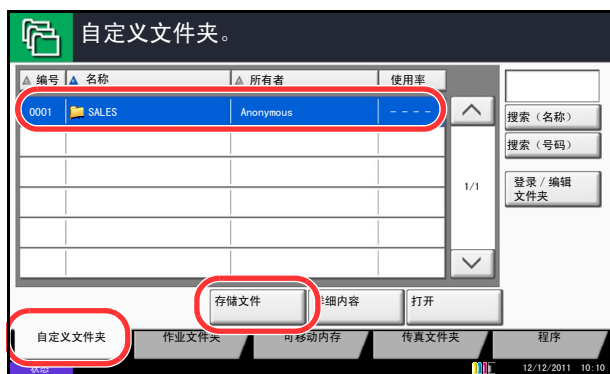 自定义文件夹。
编号 名称 所有者 使用率
0001 SALES Anonymous ----
搜索（名称）
搜索（号码）
1/1
登录 / 编辑
文件夹
存储文件 详细内容 打开
自定义文件夹 作业文件夹 可移动内存 传真文件夹 程序
状态 12/12/2011 10:10